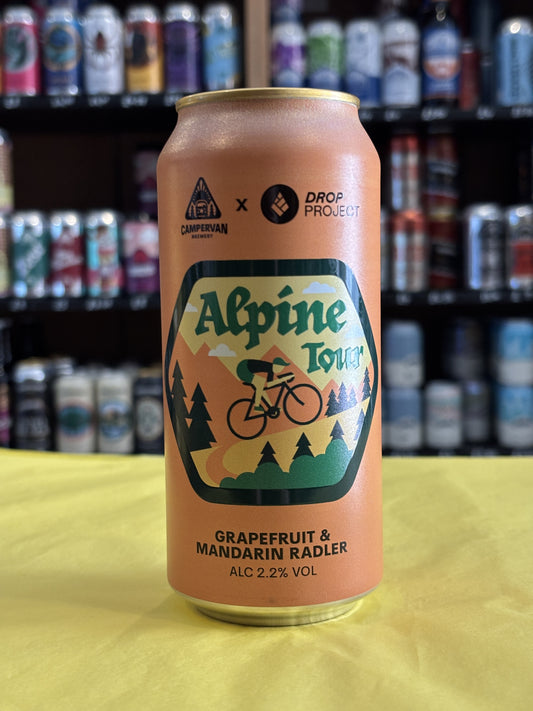 CAMPERVAN
BREWERY
X
DROP
PROJECT
Alpine
Tour
GRAPEFRUIT &
MANDARIN RADLER
ALC 2.2% VOL